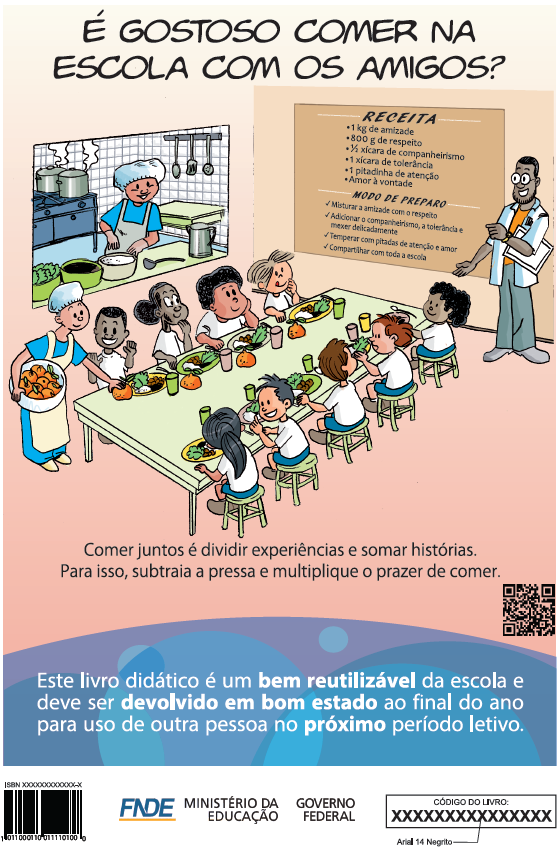 É GOSTOSO COMER NA
ESCOLA COM OS AMIGOS?
RECEITA
•1 kg de amizade
•800 g de respeito
•½ xícara de companheirismo
•1 xícara de tolerância
•1 pitadinha de atenção
•Amor à vontade
MODO DE PREPARO
✓Misturar a amizade com o respeito
✓Adicionar o companheirismo, a tolerância e
mexer delicadamente
✓Temperar com pitadas de atenção e amor
✓Compartilhar com toda a escola
Comer juntos é dividir experiências e somar histórias.
Para isso, subtraia a pressa e multiplique o prazer de comer.
Este livro didático é um bem reutilizável da escola e
deve ser devolvido em bom estado ao final do ano
para uso de outra pessoa no próximo período letivo.
ISBN XXXXXXXXXXXX-X
1 011000110 011110100 0
FNDE
MINISTÉRIO DA
EDUCAÇÃO
GOVERNO
FEDERAL
CÓDIGO DO LIVRO:
XXXXXXXXXXXXXXX
Arial 14 Negrito